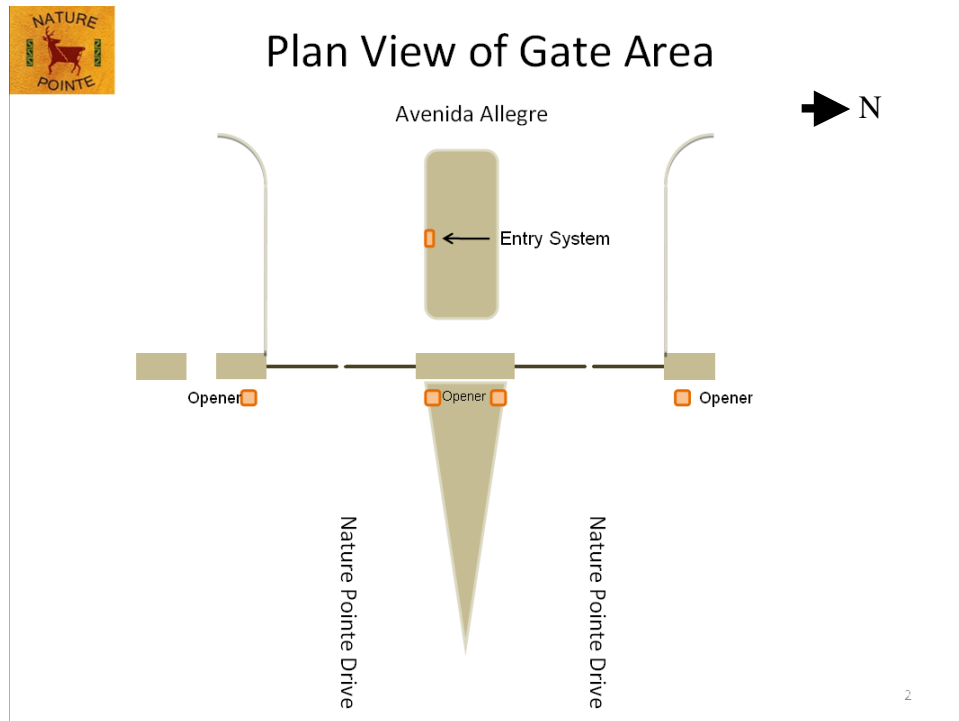 NATURE
POINTE
Plan View of Gate Area
N
Avenida Allegre
Entry System
Opener
Opener
Opener
Nature Pointe Drive
Nature Pointe Drive
2